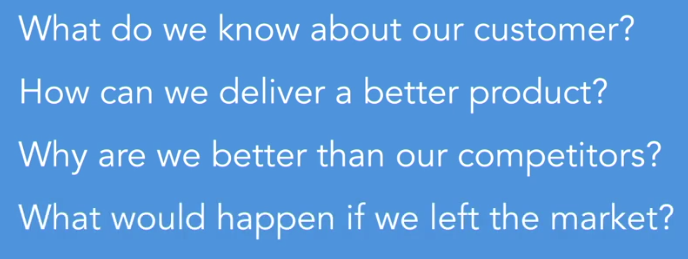 What do we know about our customer?
How can we deliver a better product?
Why are we better than our competitors?
What would happen if we left the market?